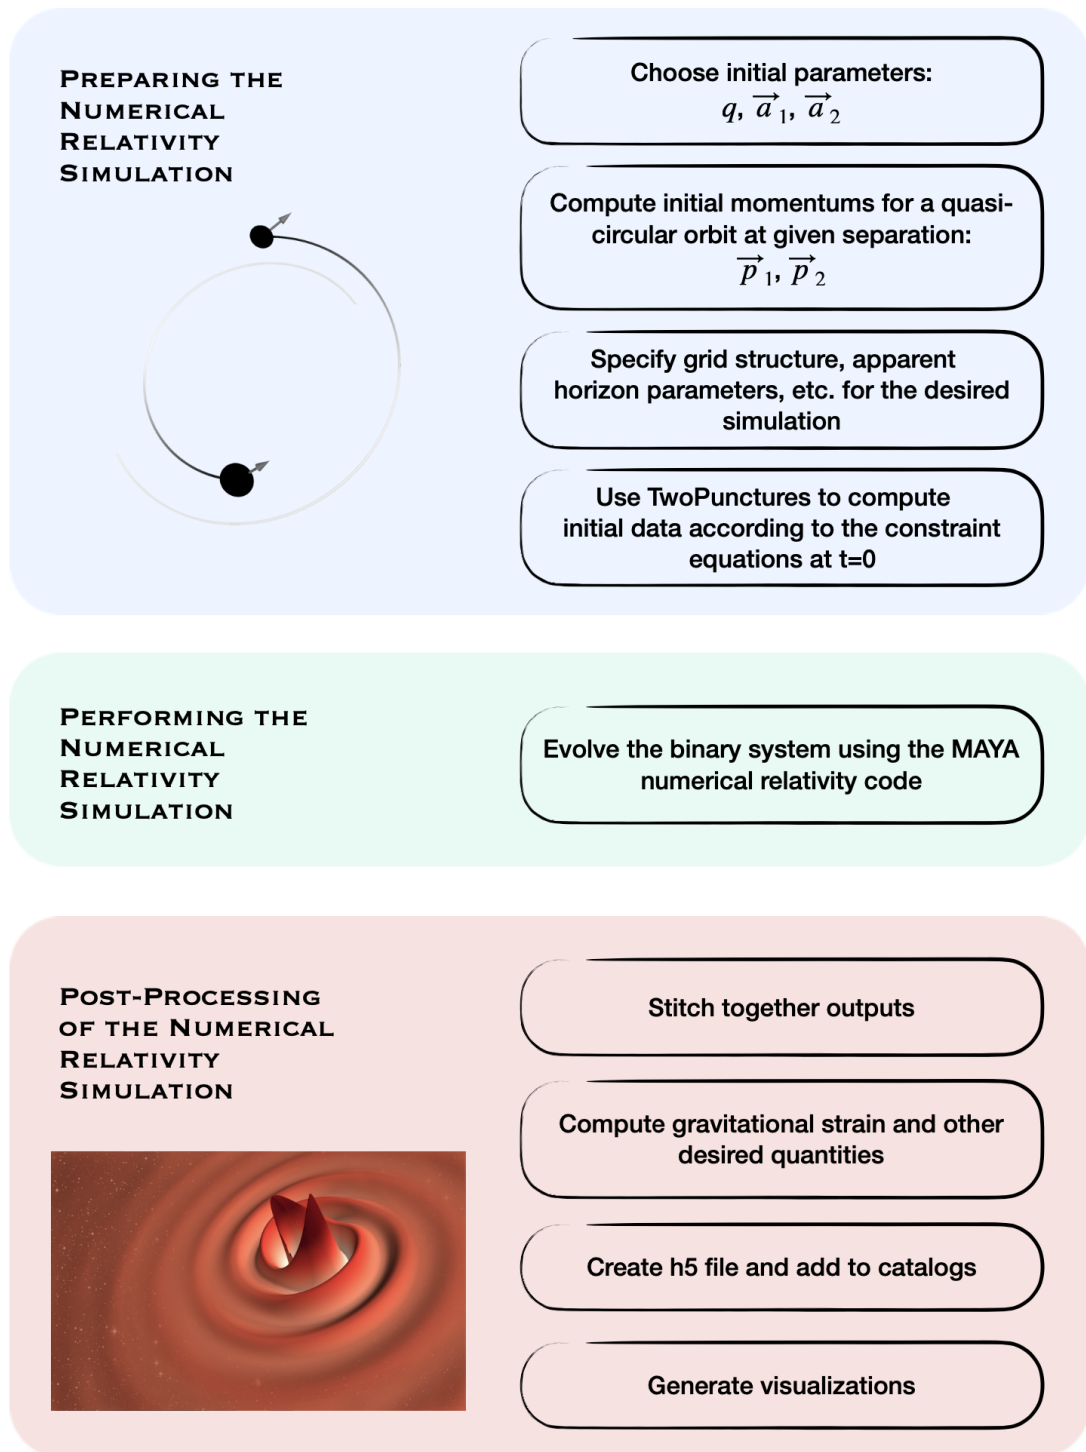 PREPARING THE
NUMERICAL
RELATIVITY
SIMULATION
Choose initial parameters:
q, a⃗ 1, a⃗ 2
Compute initial momentums for a quasi-
circular orbit at given separation:
p⃗ 1, p⃗ 2
Specify grid structure, apparent
horizon parameters, etc. for the desired
simulation
Use TwoPunctures to compute
initial data according to the constraint
equations at t=0
PERFORMING THE
NUMERICAL
RELATIVITY
SIMULATION
Evolve the binary system using the MAYA
numerical relativity code
POST-PROCESSING
OF THE NUMERICAL
RELATIVITY
SIMULATION
Stitch together outputs
Compute gravitational strain and other
desired quantities
Create h5 file and add to catalogs
Generate visualizations